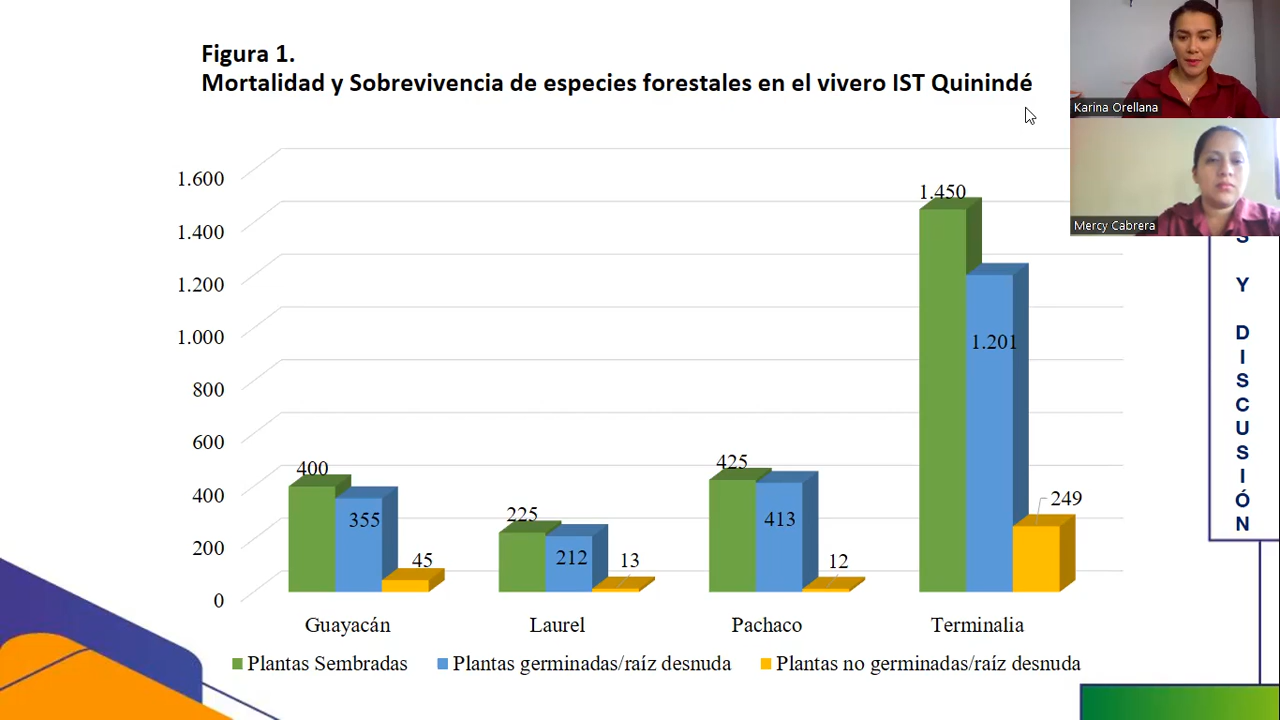 Figura 1.
Mortalidad y Sobrevivencia de especies forestales en el vivero IST Quinindé
Karina Orellana
Mercy Cabrera
1.600
1.400
1.200
1.000
800
600
400
200
0
400
355
45
225
212
13
425
413
12
1.450
1.201
249
Guayacán
Laurel
Pachaco
Terminalia
Plantas Sembradas
Plantas germinadas/raíz desnuda
Plantas no germinadas/raíz desnuda
Y
DISCUSIÓN